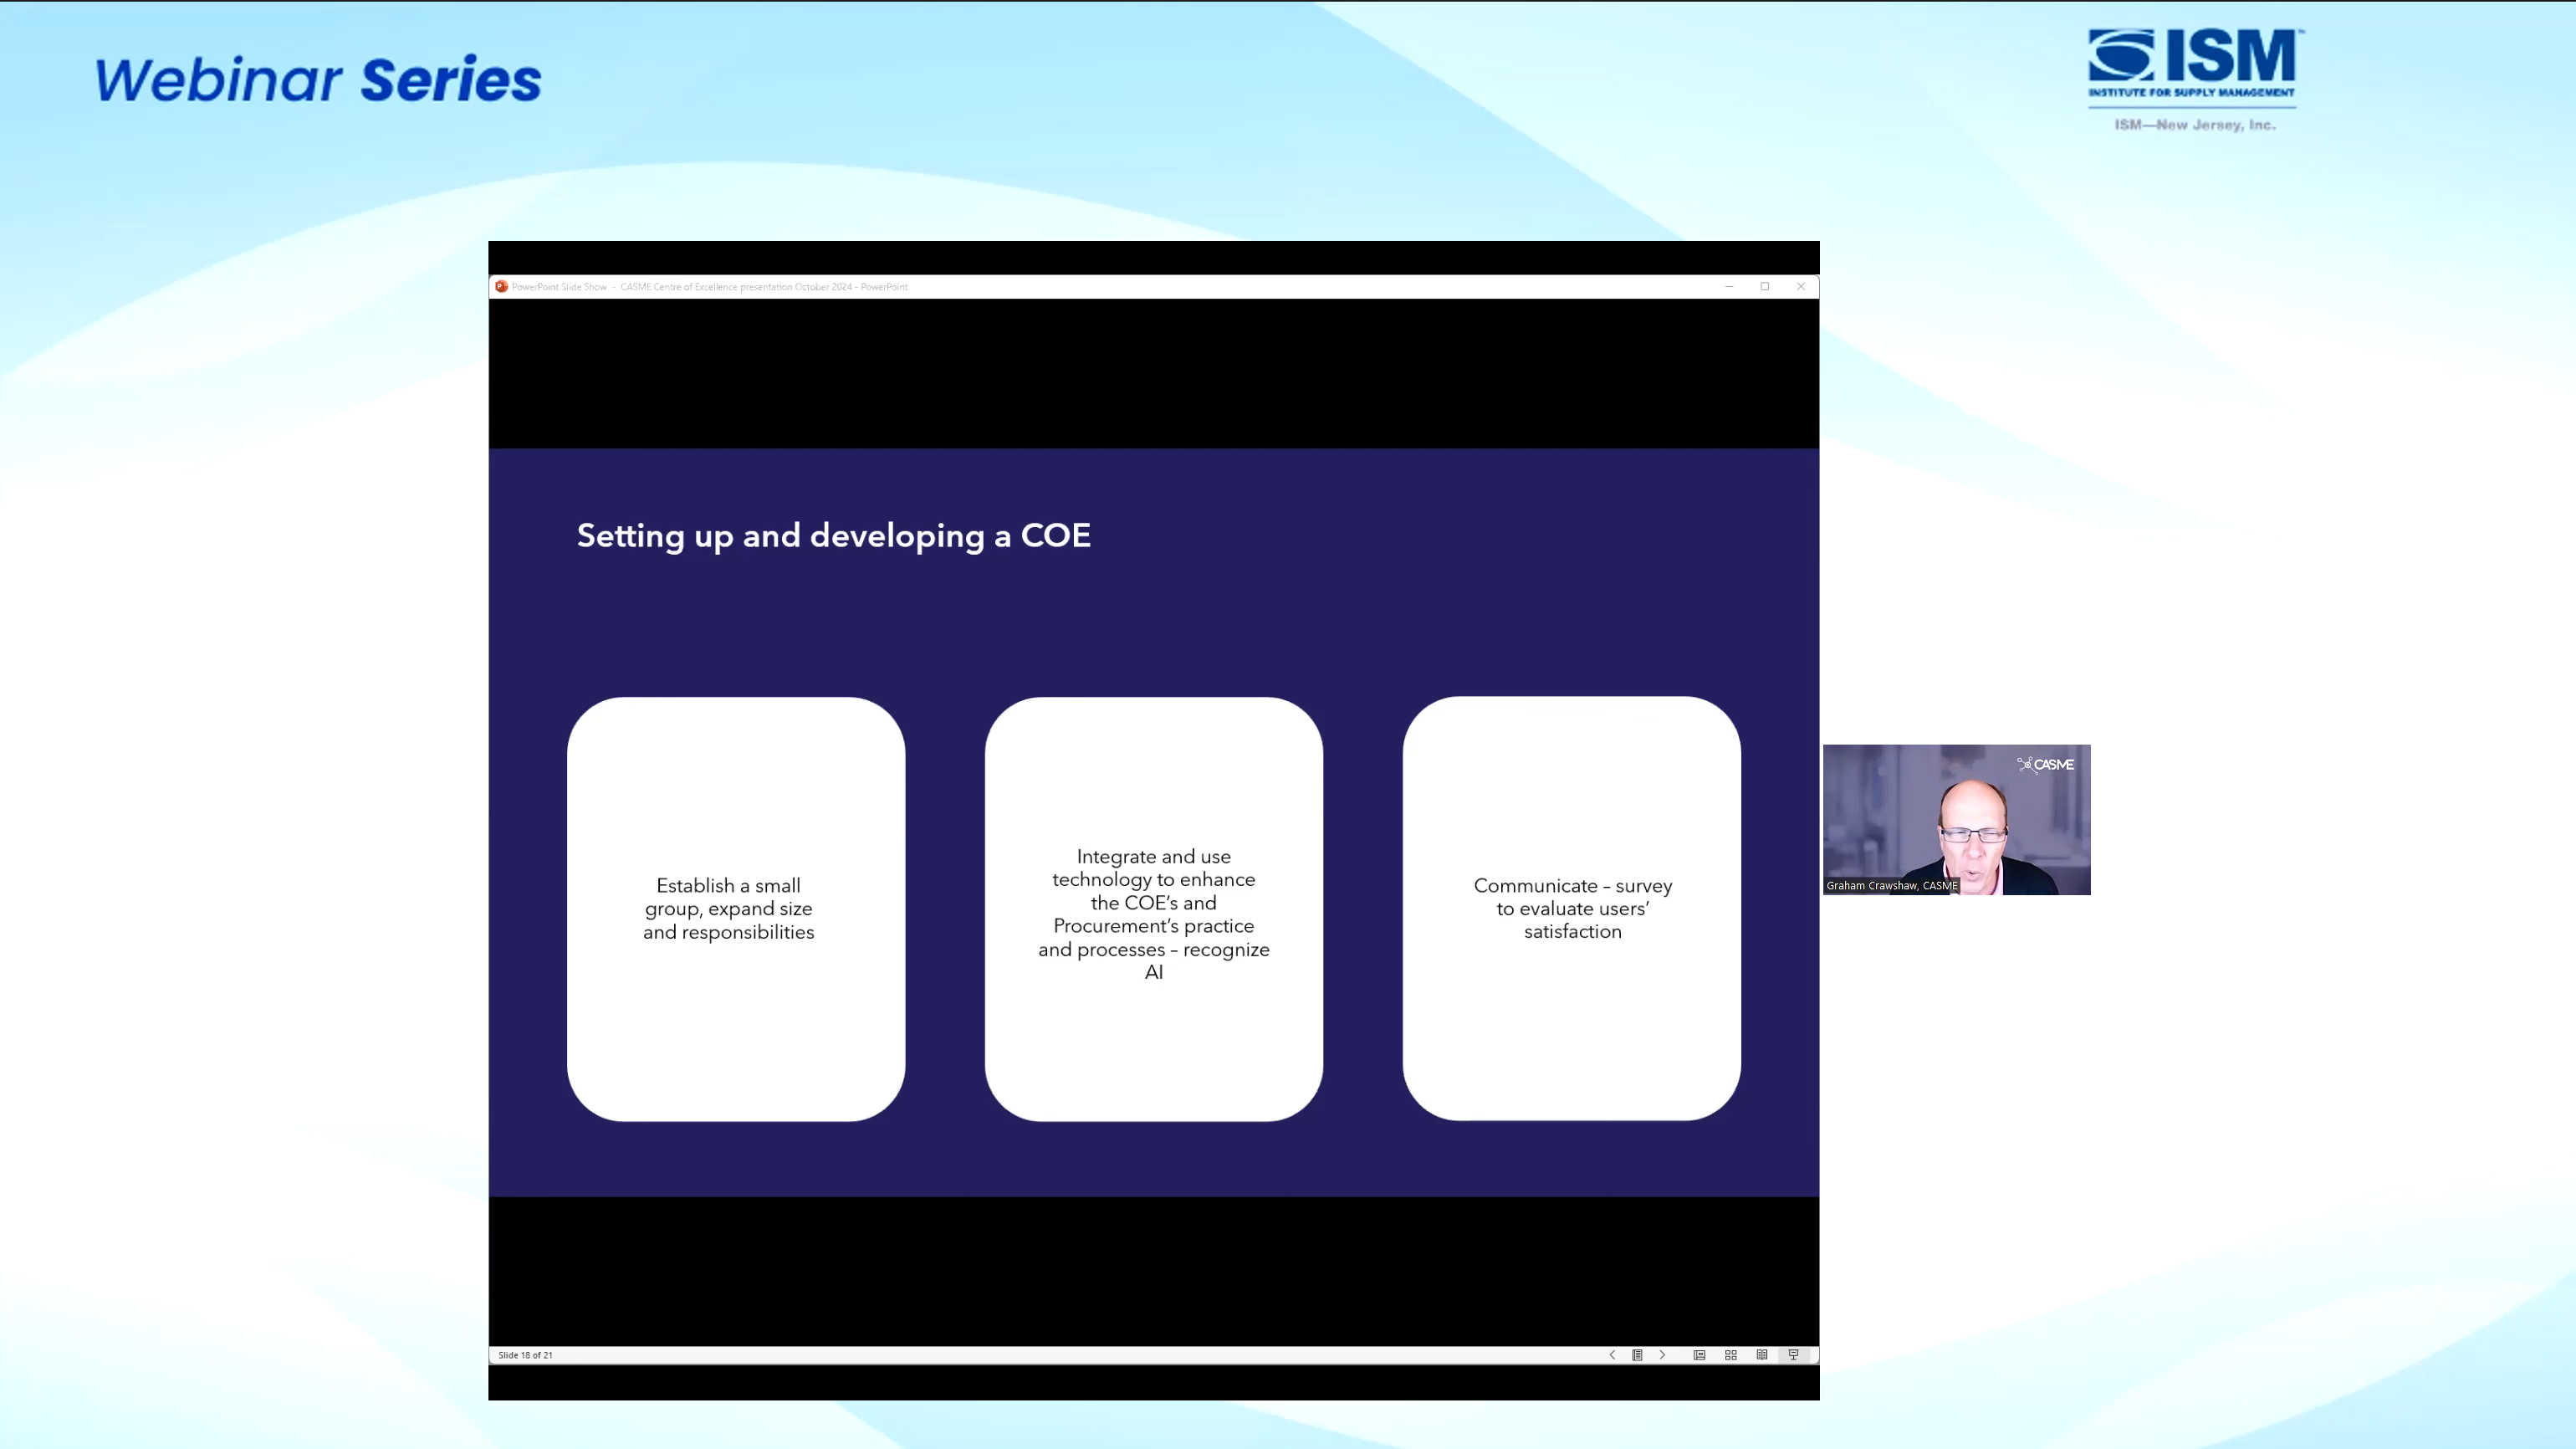 Webinar Series
ISM™
INSTITUTE FOR SUPPLY MANAGEMENT
ISM—New Jersey, Inc.
PowerPoint Slide Show - CASME Centre of Excellence presentation October 2024 - PowerPoint
Setting up and developing a COE
Establish a small
group, expand size
and responsibilities
Integrate and use
technology to enhance
the COE’s and
Procurement’s practice
and processes – recognize
AI
Communicate – survey
to evaluate users’
satisfaction
CASME
Graham Crawshaw, CASME
Slide 18 of 21